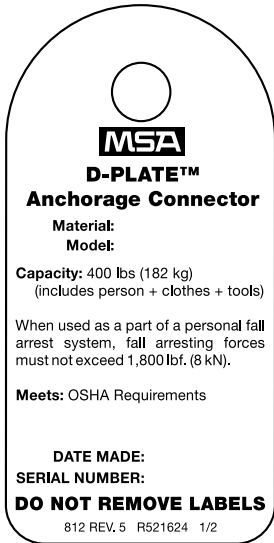 MSA
D-PLATE™
Anchorage Connector
Material:
Model:
Capacity: 400 lbs (182 kg)
(includes person + clothes + tools)
When used as a part of a personal fall
arrest system, fall arresting forces
must not exceed 1,800 lbf. (8 kN).
Meets: OSHA Requirements
DATE MADE:
SERIAL NUMBER:
DO NOT REMOVE LABELS
812 REV. 5 R521624 1/2